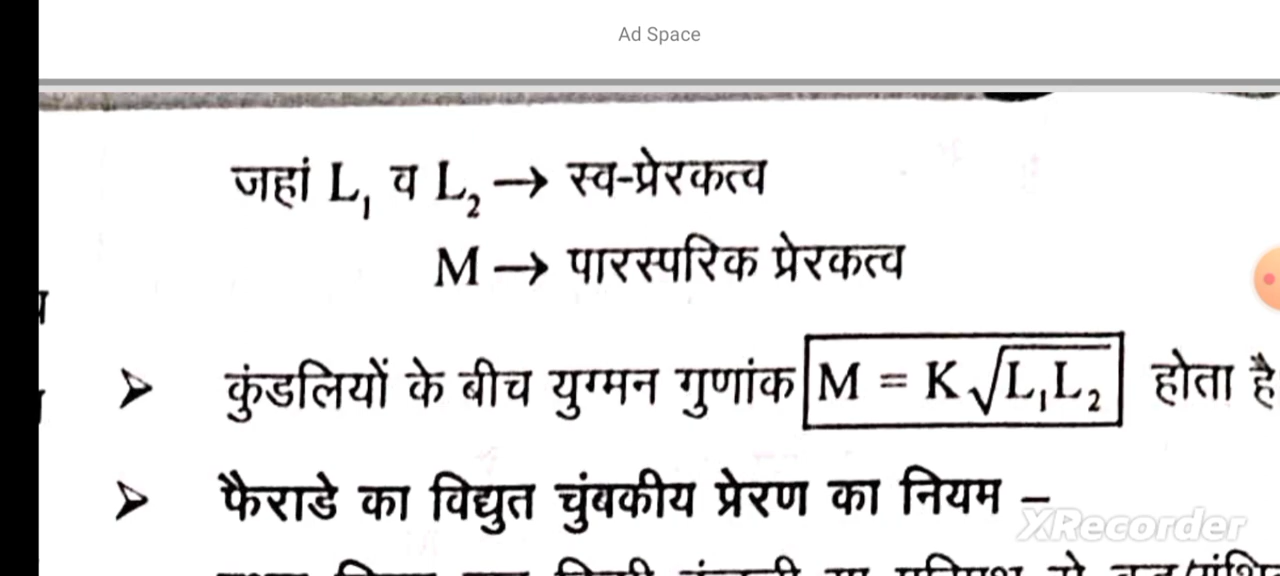 Ad Space
जहां L₁ व L₂ → स्व-प्रेरकत्व
M → पारस्परिक प्रेरकत्व
➢ कुंडलियों के बीच युग्मन गुणांक M = K√L₁L₂ होता है
➢ फैराडे का विद्युत चुंबकीय प्रेरण का नियम –
XRecorder